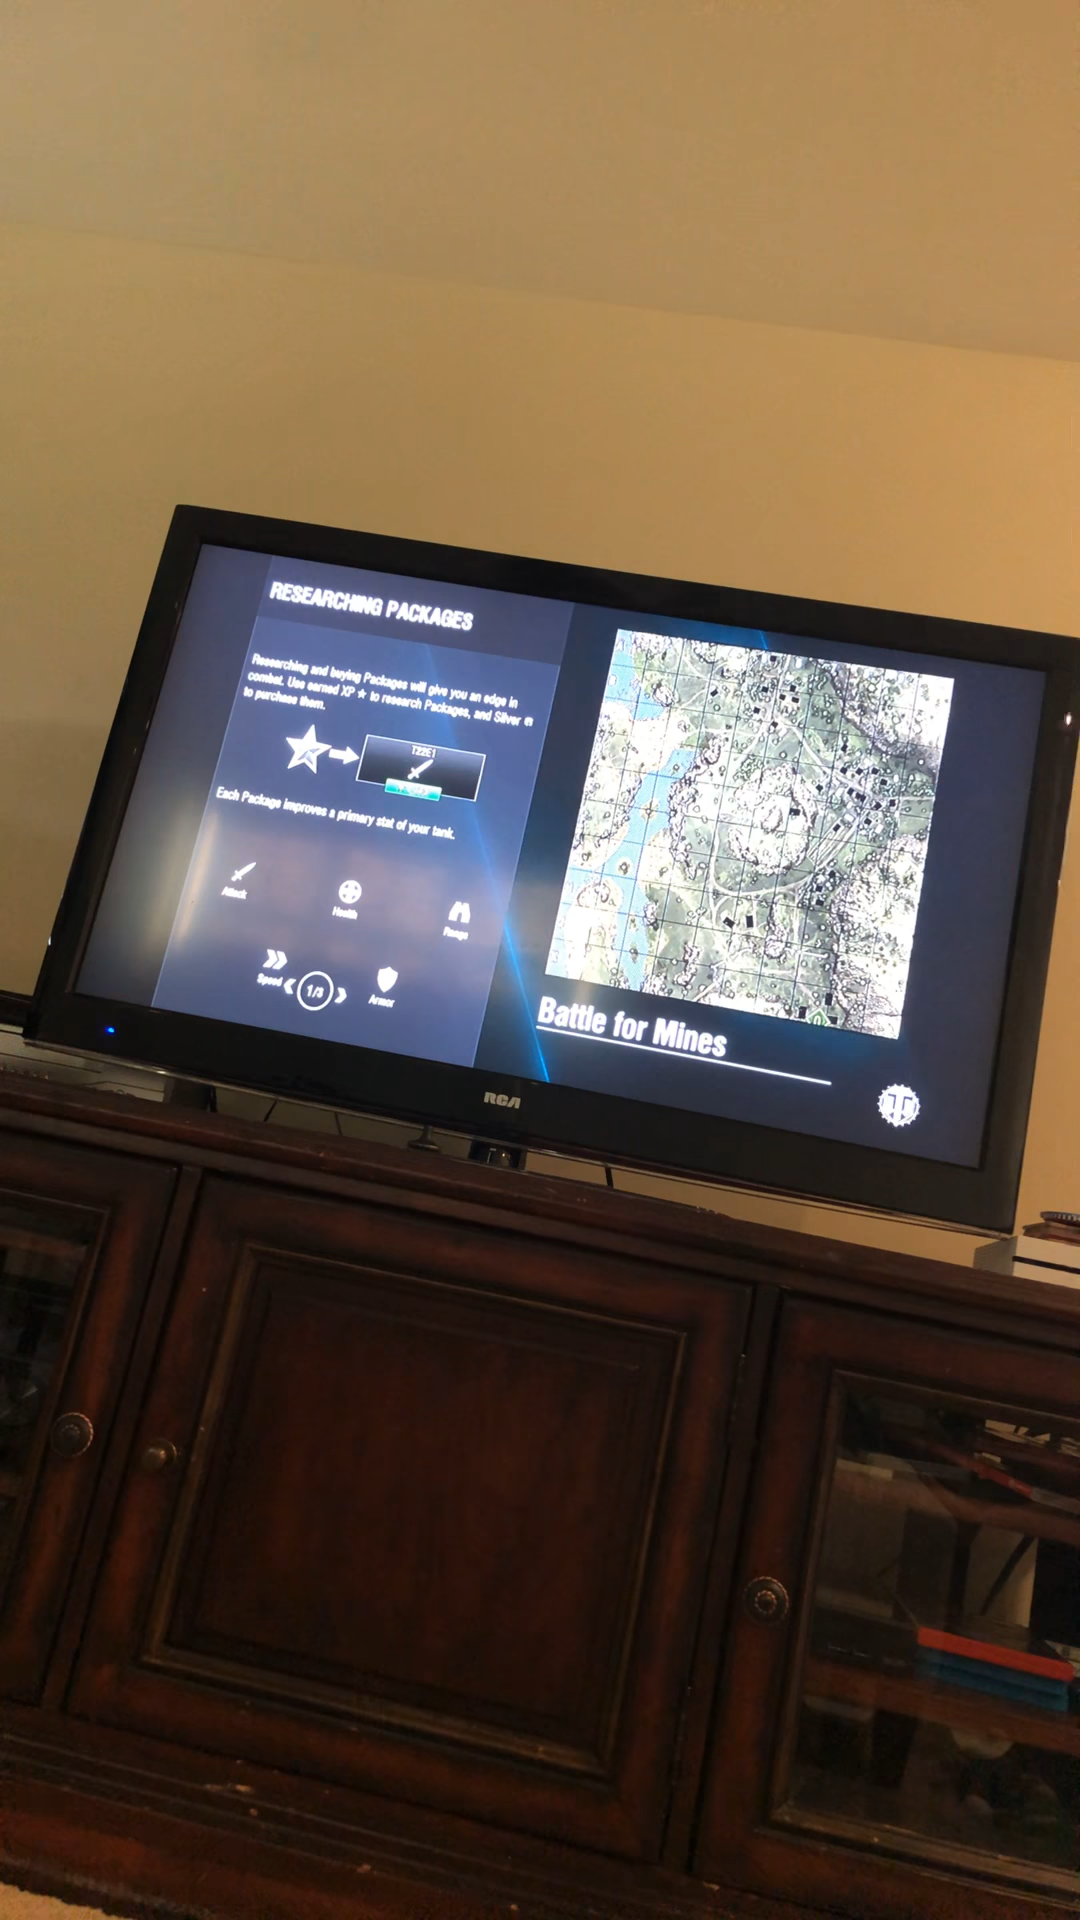 RESEARCHING PACKAGES
Researching and buying Packages will give you an edge in
combat. Use earned XP ★ to research Packages, and Silver
to purchase them.
T22E1
Each Package improves a primary stat of your tank.
Attack
Health
Range
Speed
1/3
Armor
Battle for Mines
RCA